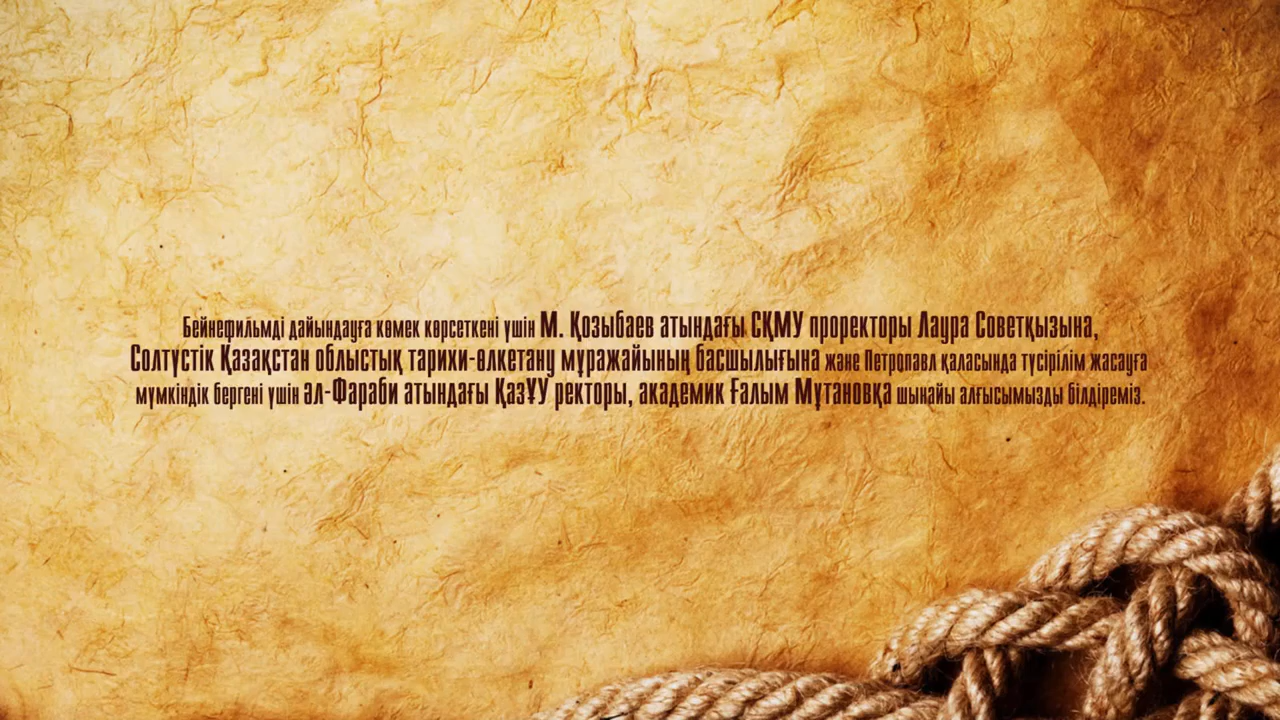 Бейнефильмді дайындауға көмек көрсеткені үшін М. Қозыбаев атындағы СҚМУ проректоры Лаура Советқызына,
Солтүстік Қазақстан облыстық тарихи-өлкетану мұражайының басшылығына және Петропавл қаласында түсірілім жасауға
мүмкіндік бергені үшін әл-Фараби атындағы ҚазҰУ ректоры, академик Ғалым Мұтановқа шынайы алғысымызды білдіреміз.